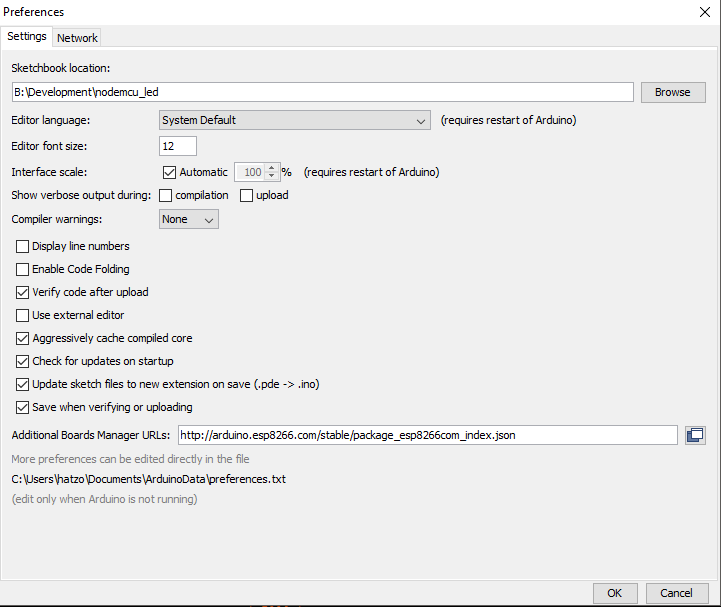 Preferences
Settings Network
Sketchbook location:
B:\Development\nodemcu_led Browse
Editor language: System Default (requires restart of Arduino)
Editor font size: 12
Interface scale: Automatic 100 % (requires restart of Arduino)
Show verbose output during: compilation upload
Compiler warnings: None
Display line numbers
Enable Code Folding
Verify code after upload
Use external editor
Aggressively cache compiled core
Check for updates on startup
Update sketch files to new extension on save (.pde -> .ino)
Save when verifying or uploading
Additional Boards Manager URLs: http://arduino.esp8266.com/stable/package_esp8266com_index.json
More preferences can be edited directly in the file
C:\Users\hatzo\Documents\ArduinoData\preferences.txt
(edit only when Arduino is not running)
OK Cancel